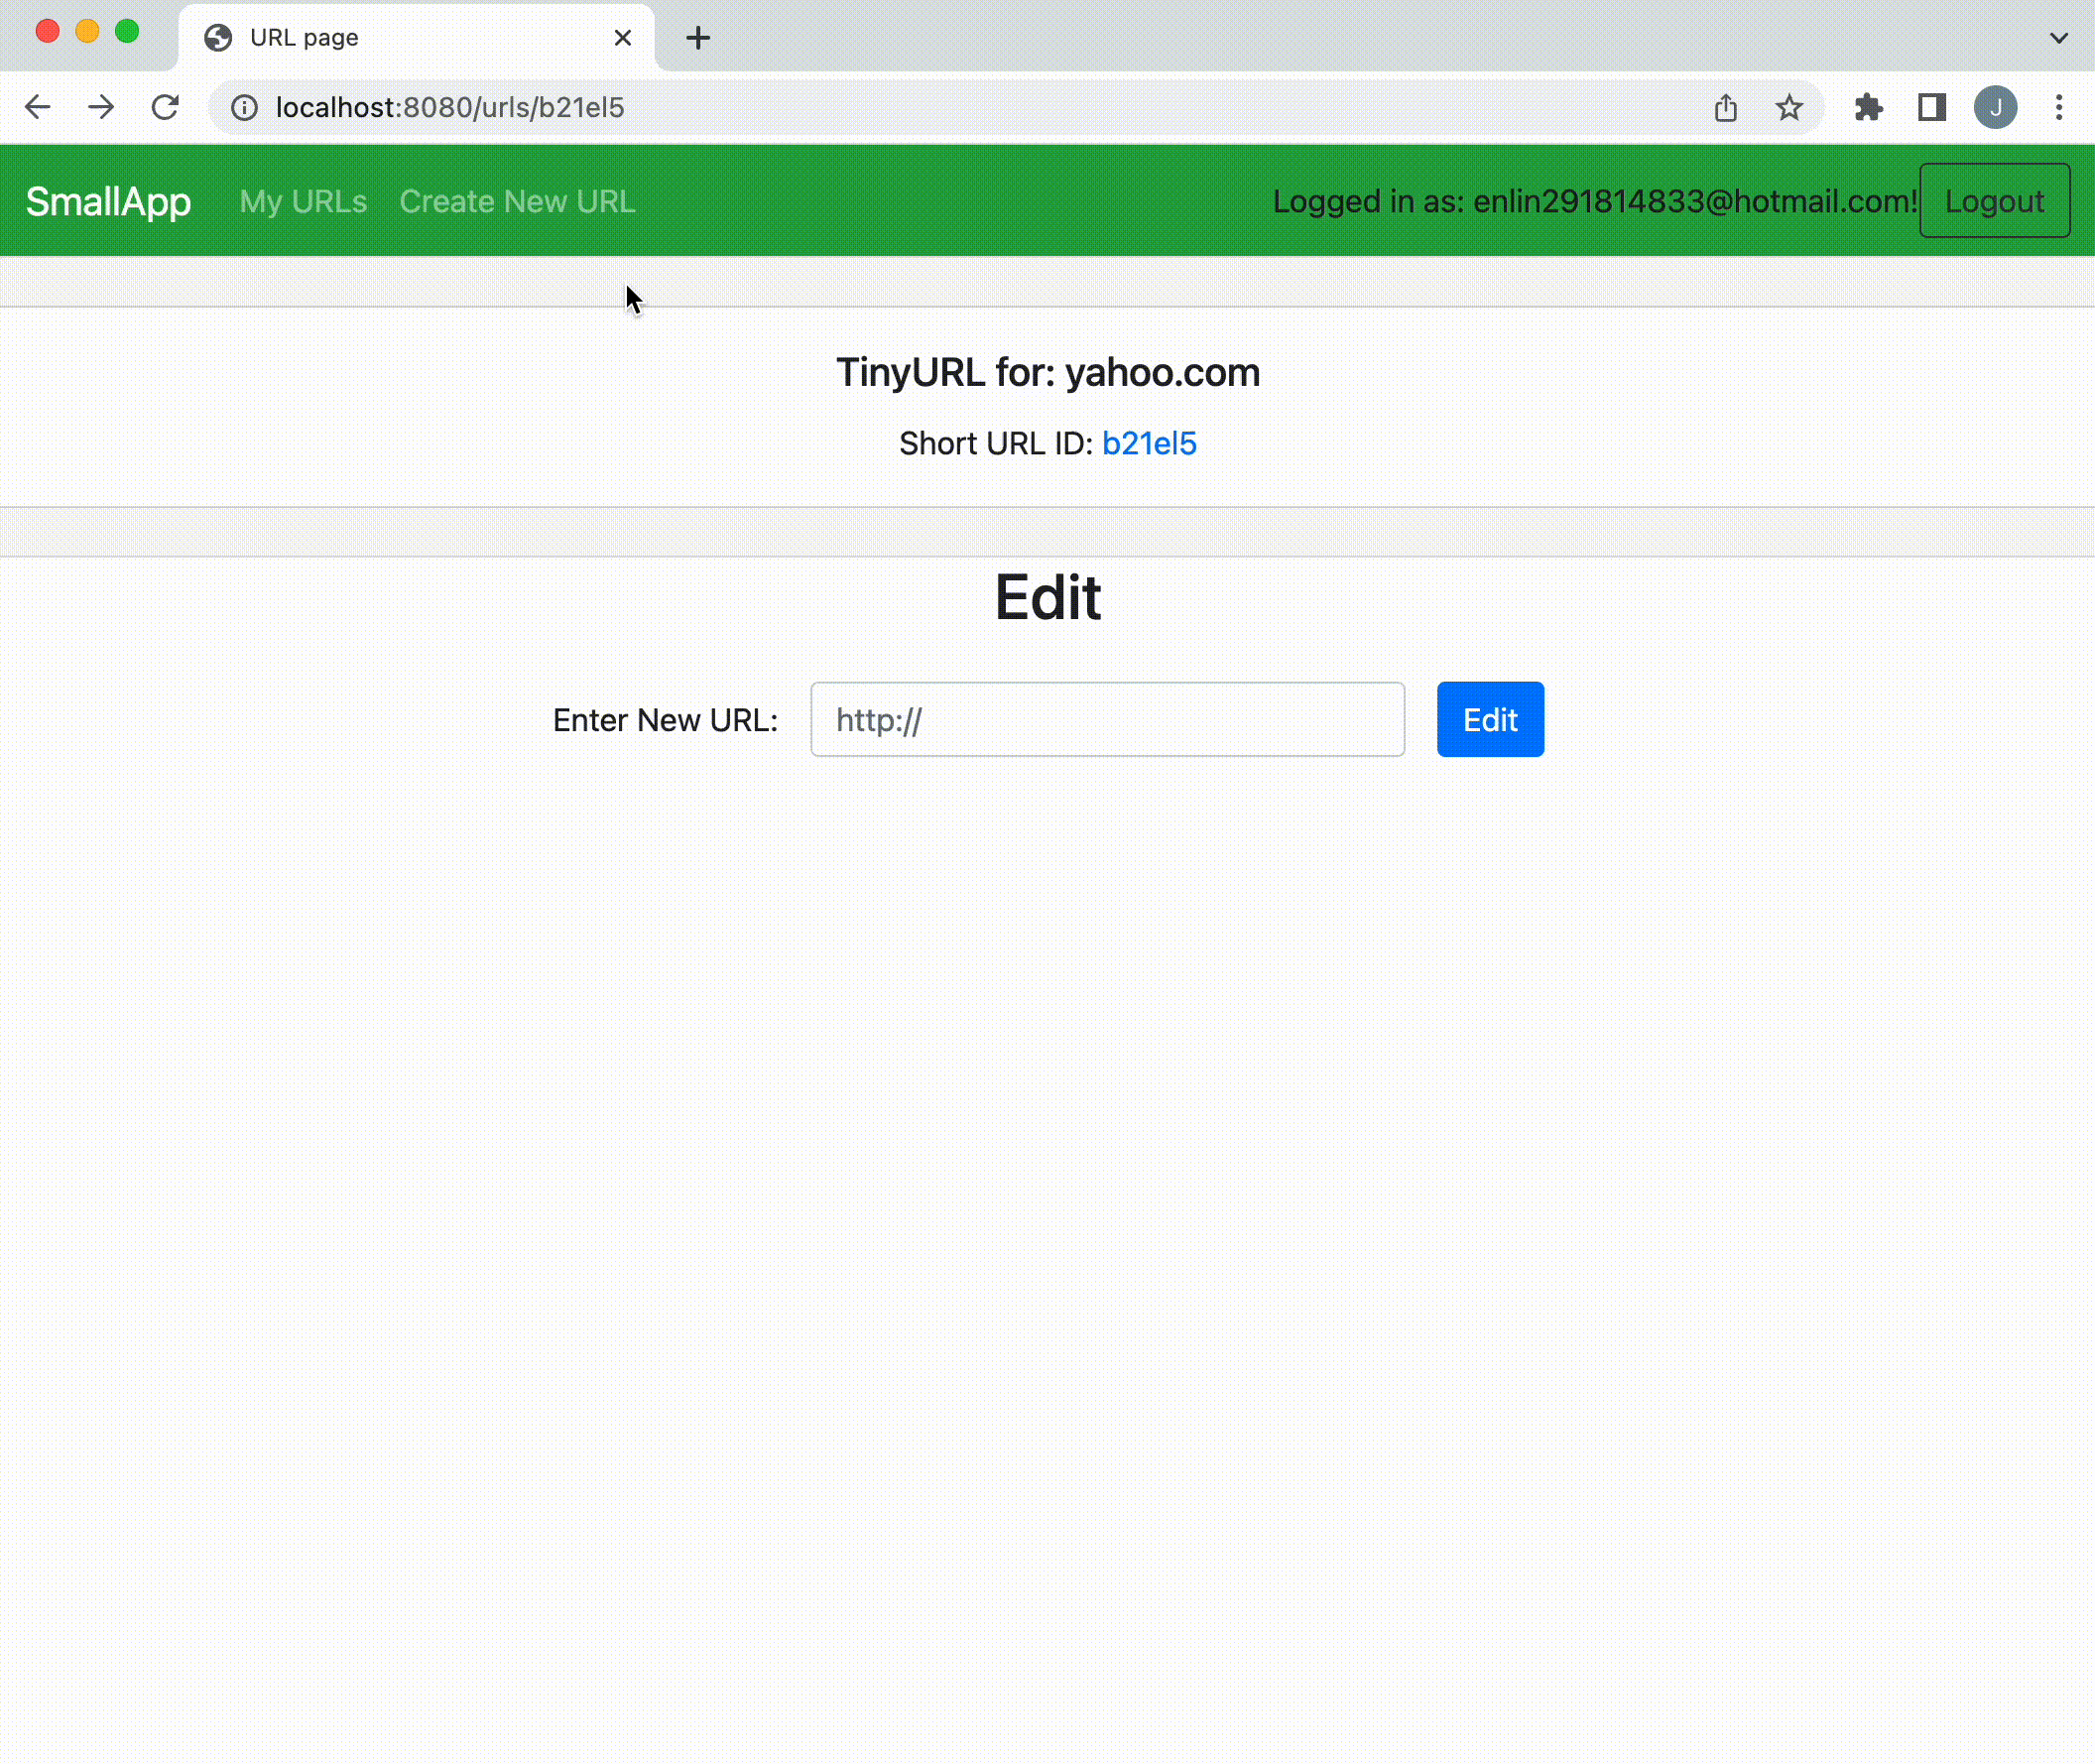 URL page
localhost:8080/urls/b21el5
J
SmallApp My URLs Create New URL Logged in as: enlin291814833@hotmail.com! Logout
TinyURL for: yahoo.com
Short URL ID: b21el5
Edit
Enter New URL: http:// Edit